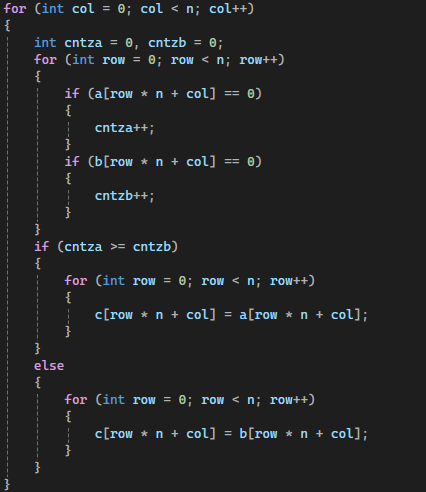 for (int col = 0; col < n; col++)
{
    int cntza = 0, cntzb = 0;
    for (int row = 0; row < n; row++)
    {
        if (a[row * n + col] == 0)
        {
            cntza++;
        }
        if (b[row * n + col] == 0)
        {
            cntzb++;
        }
    }
    if (cntza >= cntzb)
    {
        for (int row = 0; row < n; row++)
        {
            c[row * n + col] = a[row * n + col];
        }
    }
    else
    {
        for (int row = 0; row < n; row++)
        {
            c[row * n + col] = b[row * n + col];
        }
    }
}